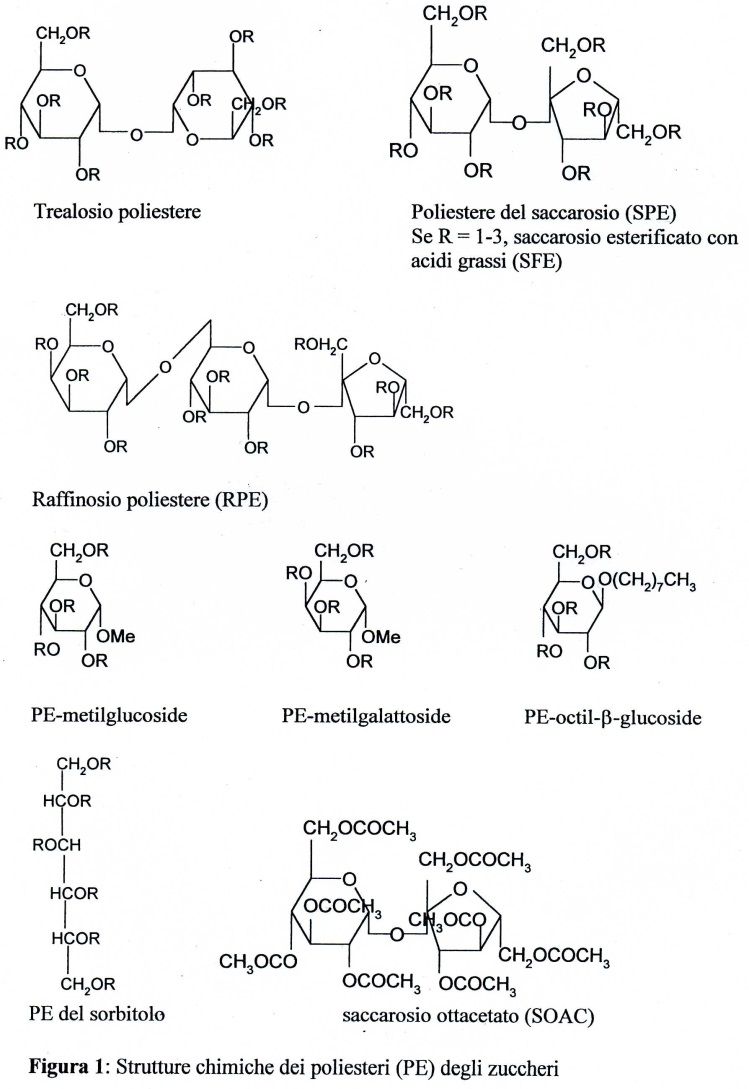 CH₂OR
O
OR
RO
OR
O
OR
OR
CH₂OR
O
OR
Trealosio poliestere
CH₂OR
O
OR
RO
OR
O
CH₂OR
O
RO
CH₂OR
OR
Poliestere del saccarosio (SPE)
Se R = 1-3, saccarosio esterificato con
acidi grassi (SFE)
CH₂OR
RO
O
OR
OR
O
O
OR
OR
OR
O
ROH₂C
O
RO
CH₂OR
OR
Raffinosio poliestere (RPE)
CH₂OR
O
OR
RO
OMe
OR
PE-metilglucoside
CH₂OR
RO
O
OR
OMe
OR
PE-metilgalattoside
CH₂OR
O
O(CH₂)₇CH₃
OR
RO
OR
PE-octil-β-glucoside
CH₂OR
HCOR
ROCH
HCOR
HCOR
CH₂OR
PE del sorbitolo
CH₂OCOCH₃
O
OCOCH₃
CH₃OCO
OCOCH₃
O
CH₂OCOCH₃
O
CH₃OCO
CH₂OCOCH₃
OCOCH₃
saccarosio ottacetato (SOAC)
Figura 1: Strutture chimiche dei poliesteri (PE) degli zuccheri